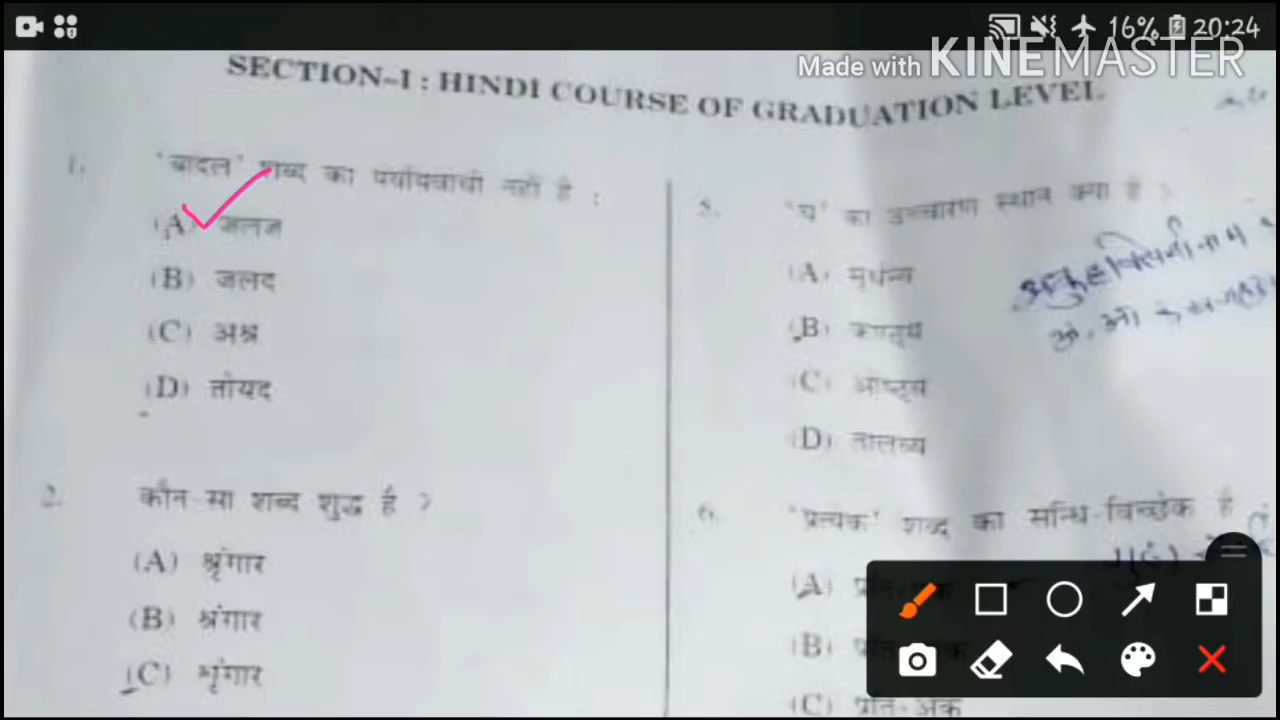 16% 20:24
Made with KINEMASTER
SECTION–I : HINDI COURSE OF GRADUATION LEVEL
1. 'बादल' शब्द का पर्यायवाची नहीं है :
(A) जलज
(B) जलद
(C) अभ्र
(D) तोयद
2. कौन-सा शब्द शुद्ध है ?
(A) श्रृंगार
(B) श्रंगार
(C) शृंगार
5. का उच्चारण स्थान क्या है ?
(A) मूर्धन्य
(B) कण्ठ्य
(C) ओष्ठ्य
(D) तालव्य
6. 'प्रत्येक' शब्द का सन्धि-विच्छेक है
(A)
(B)
(C) प्रति-अक